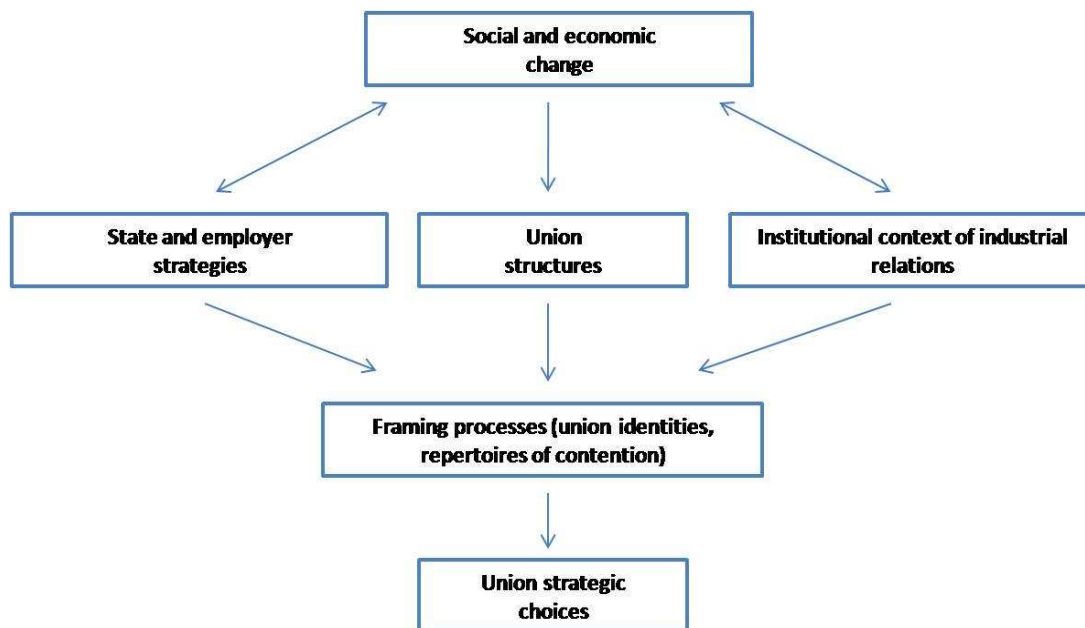 Social and economic
change
State and employer
strategies
Union
structures
Institutional context of industrial
relations
Framing processes (union identities,
repertoires of contention)
Union strategic
choices